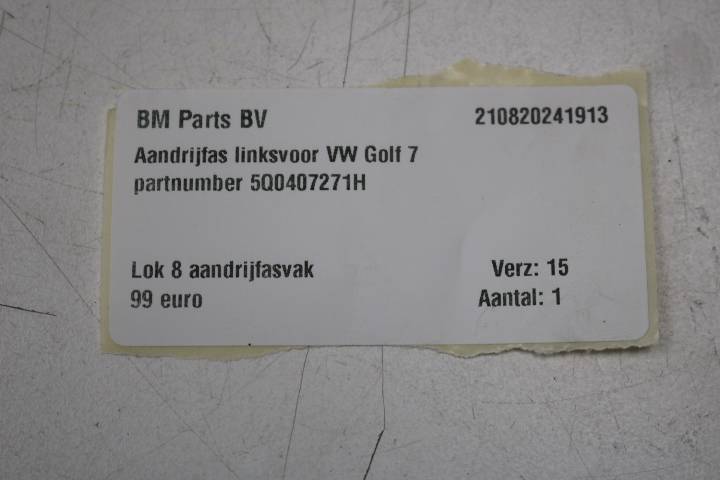 BM Parts BV 210820241913
Aandrijfas linksvoor VW Golf 7
partnumber 5Q0407271H
Lok 8 aandrijfasvak Verz: 15
99 euro Aantal: 1